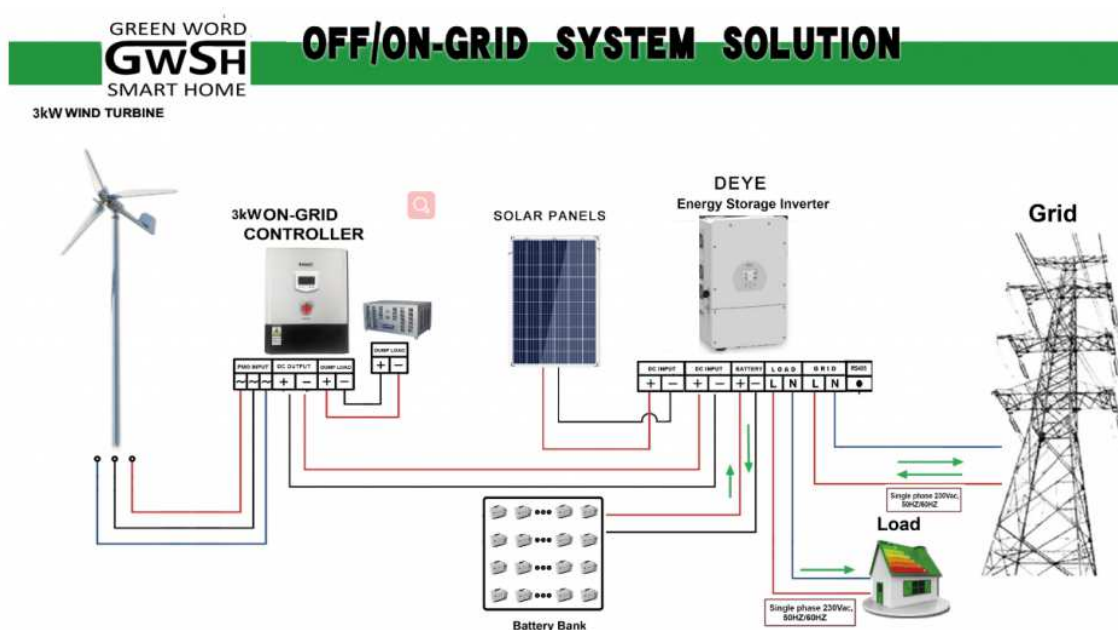 GREEN WORD
GWSH
SMART HOME
OFF/ON-GRID SYSTEM SOLUTION
3kW WIND TURBINE
3kW ON-GRID
CONTROLLER
SOLAR PANELS
DEYE
Energy Storage Inverter
Grid
DUMP LOAD
+ −
DC OUTPUT DUMP LOAD
~ ~ ~ + − + −
DC INPUT DC INPUT BATTERY LOAD GRID RS485
+ − + − + − L N L N
Single phase 230Vac,
50HZ/60HZ
Load
Single phase 230Vac,
50HZ/60HZ
Battery Bank